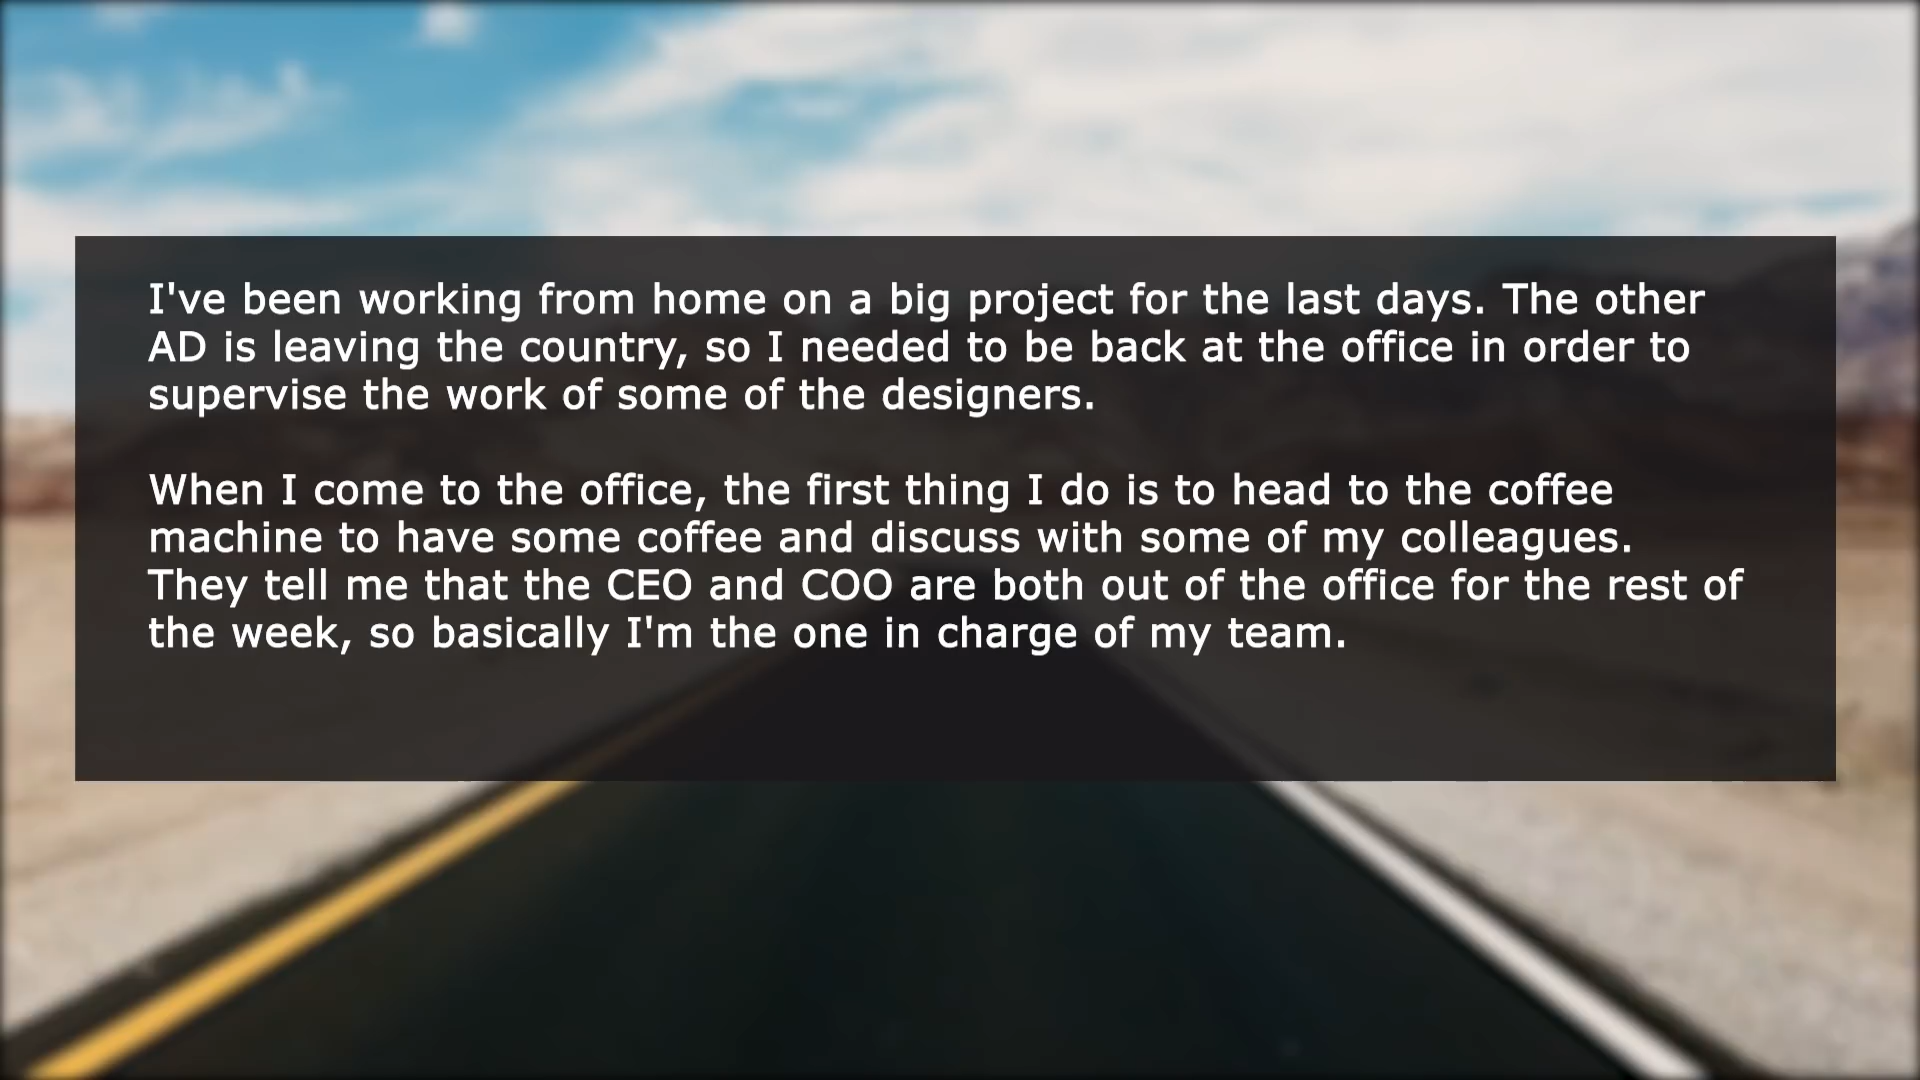 I've been working from home on a big project for the last days. The other
AD is leaving the country, so I needed to be back at the office in order to
supervise the work of some of the designers.
When I come to the office, the first thing I do is to head to the coffee
machine to have some coffee and discuss with some of my colleagues.
They tell me that the CEO and COO are both out of the office for the rest of
the week, so basically I'm the one in charge of my team.